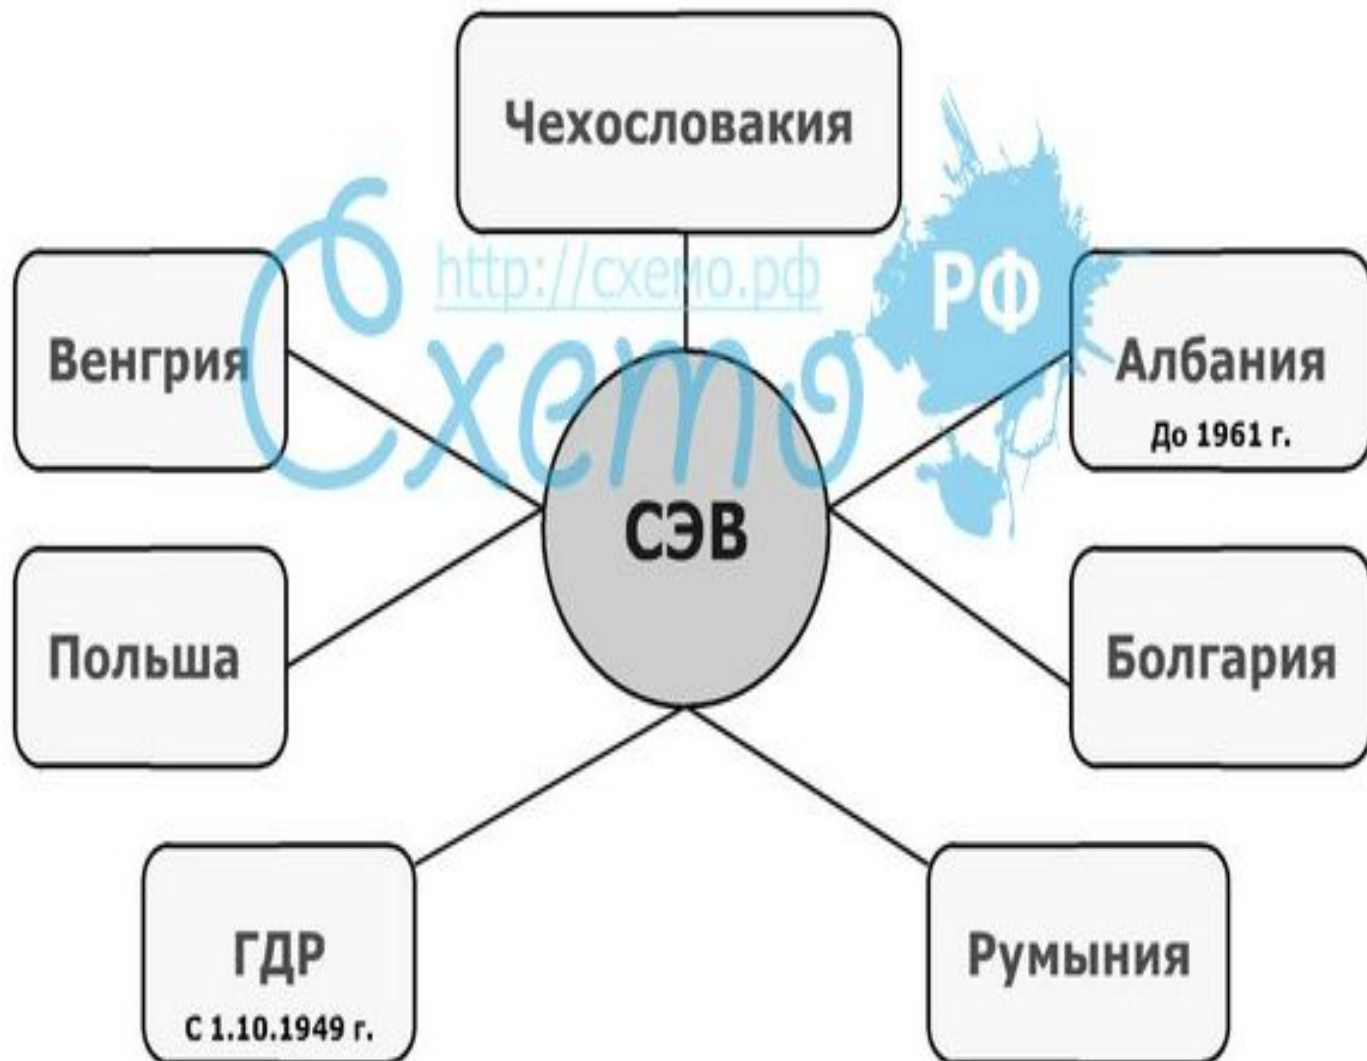 Чехословакия
http://схемо.рф
Схемо
РФ
Венгрия
Албания
До 1961 г.
СЭВ
Польша
Болгария
ГДР
С 1.10.1949 г.
Румыния